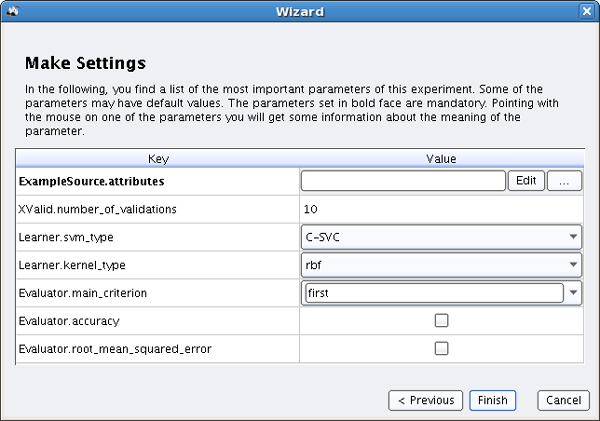 Wizard
Make Settings
In the following, you find a list of the most important parameters of this experiment. Some of the
parameters may have default values. The parameters set in bold face are mandatory. Pointing with
the mouse on one of the parameters you will get some information about the meaning of the
parameter.
Key Value
ExampleSource.attributes Edit ...
XValid.number_of_validations 10
Learner.svm_type C-SVC
Learner.kernel_type rbf
Evaluator.main_criterion first
Evaluator.accuracy
Evaluator.root_mean_squared_error
< Previous Finish Cancel